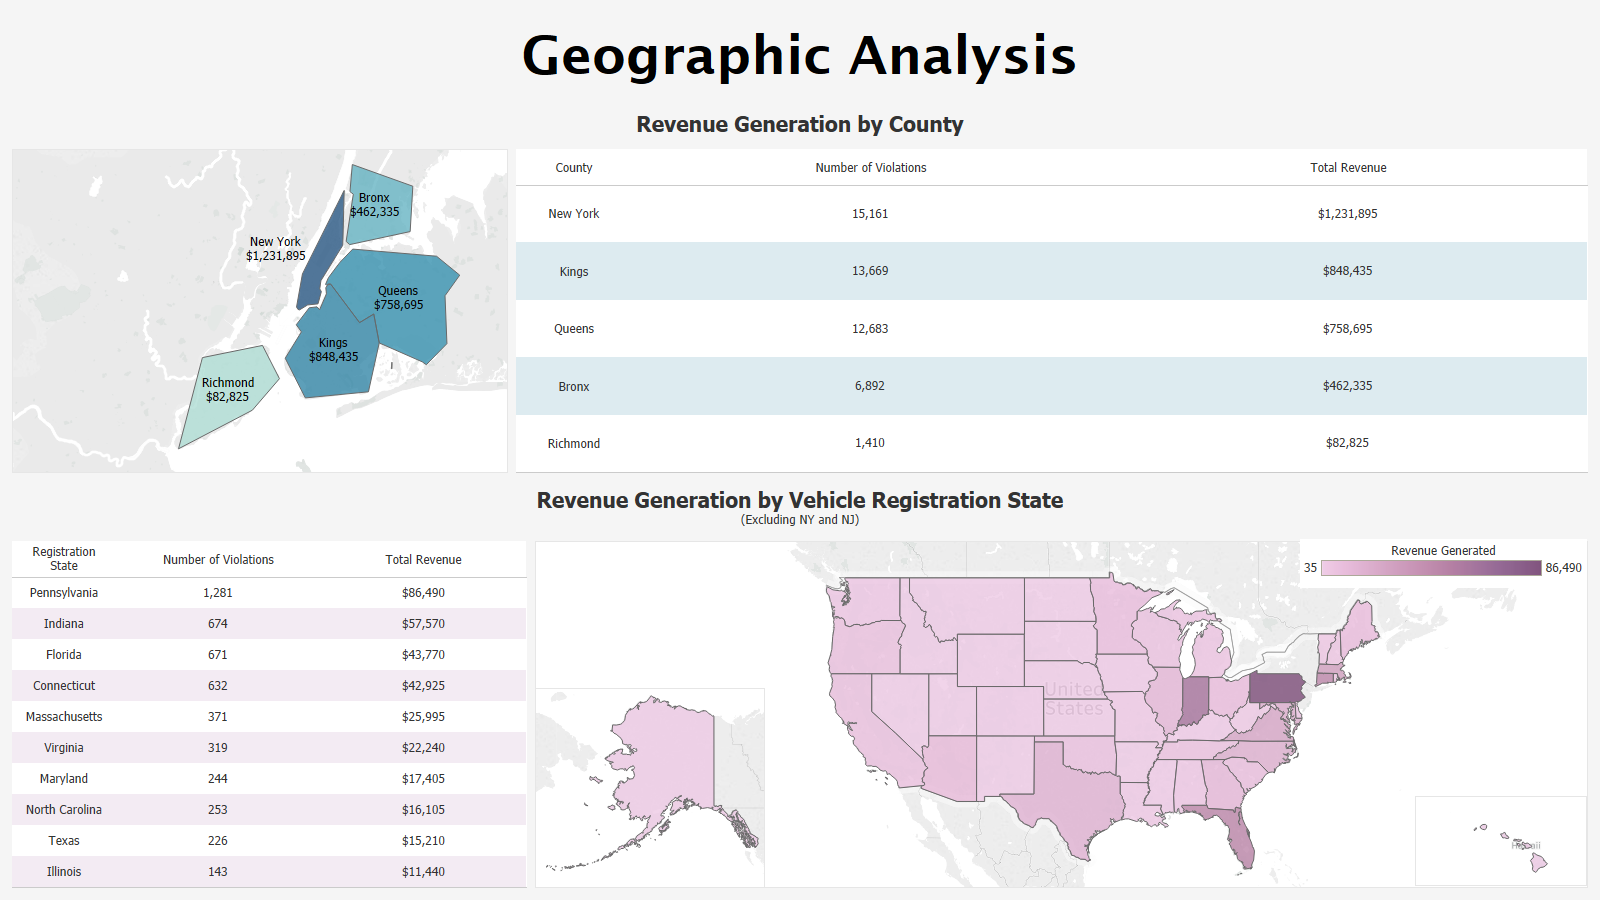 Geographic Analysis
Revenue Generation by County
Bronx
$462,335
New York
$1,231,895
Queens
$758,695
Kings
$848,435
Richmond
$82,825
County Number of Violations Total Revenue
New York 15,161 $1,231,895
Kings 13,669 $848,435
Queens 12,683 $758,695
Bronx 6,892 $462,335
Richmond 1,410 $82,825
Revenue Generation by Vehicle Registration State
(Excluding NY and NJ)
Registration
State Number of Violations Total Revenue
Pennsylvania 1,281 $86,490
Indiana 674 $57,570
Florida 671 $43,770
Connecticut 632 $42,925
Massachusetts 371 $25,995
Virginia 319 $22,240
Maryland 244 $17,405
North Carolina 253 $16,105
Texas 226 $15,210
Illinois 143 $11,440
Revenue Generated
35 86,490
United
States
Hawaii